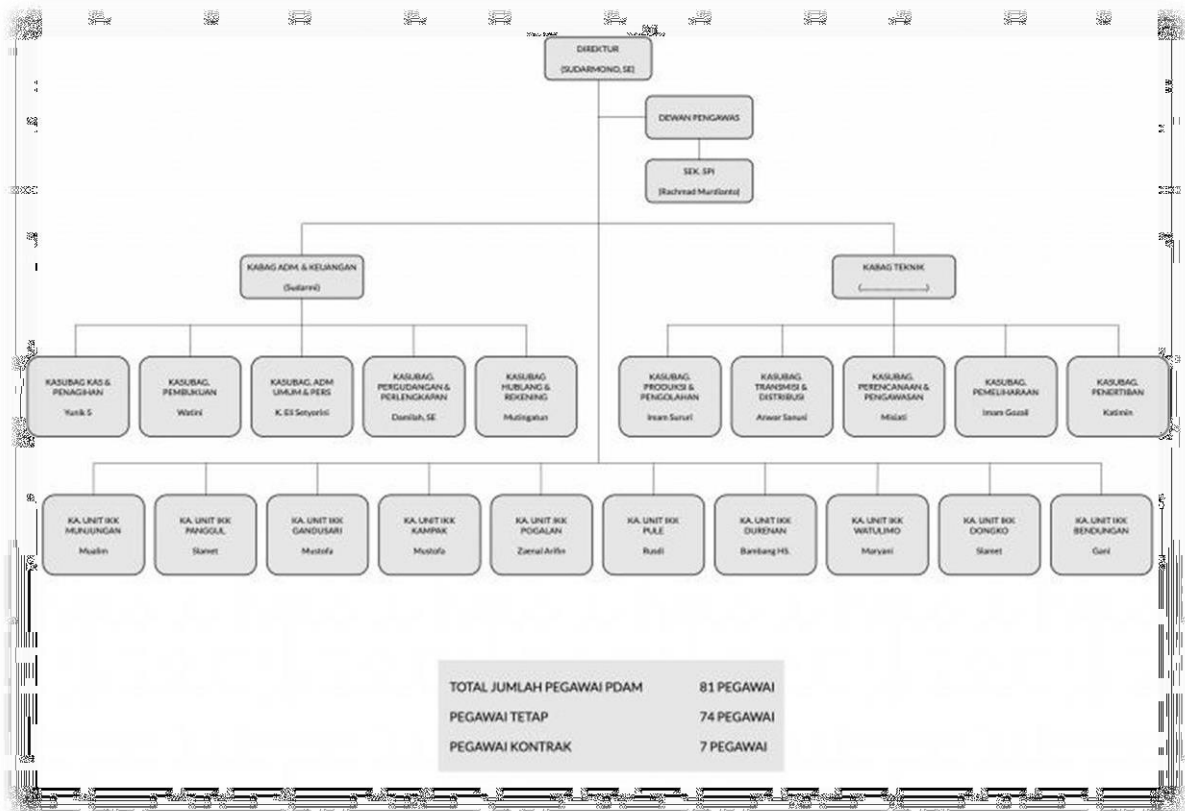 DIREKTUR
(SUDARMONO, SE)
DEWAN PENGAWAS
SEK. SPI
(Rachmad Murdianto)
KABAG ADM. & KEUANGAN
(Sudarmi)
KABAG TEKNIK
(....................)
KASUBAG KAS &
PENAGIHAN
Yunik S
KASUBAG.
PEMBUKUAN
Watini
KASUBAG. ADM
UMUM & PERS
K. Eli Setyorini
KASUBAG.
PERGUDANGAN &
PERLENGKAPAN
Damilah, SE
KASUBAG
HUBLANG &
REKENING
Mutingatun
KASUBAG.
PRODUKSI &
PENGOLAHAN
Imam Sururi
KASUBAG.
TRANSMISI &
DISTRIBUSI
Anwar Sanusi
KASUBAG.
PERENCANAAN &
PENGAWASAN
Misiati
KASUBAG.
PEMELIHARAAN
Imam Gozali
KASUBAG.
PENERTIBAN
Katimin
KA. UNIT IKK
MUNJUNGAN
Mualim
KA. UNIT IKK
PANGGUL
Slamet
KA. UNIT IKK
GANDUSARI
Mustofa
KA. UNIT IKK
KAMPAK
Mustofa
KA. UNIT IKK
POGALAN
Zaenal Arifin
KA. UNIT IKK
PULE
Rusdi
KA. UNIT IKK
DURENAN
Bambang HS.
KA. UNIT IKK
WATULIMO
Maryani
KA. UNIT IKK
DONGKO
Slamet
KA. UNIT IKK
BENDUNGAN
Gani
TOTAL JUMLAH PEGAWAI PDAM 81 PEGAWAI
PEGAWAI TETAP 74 PEGAWAI
PEGAWAI KONTRAK 7 PEGAWAI